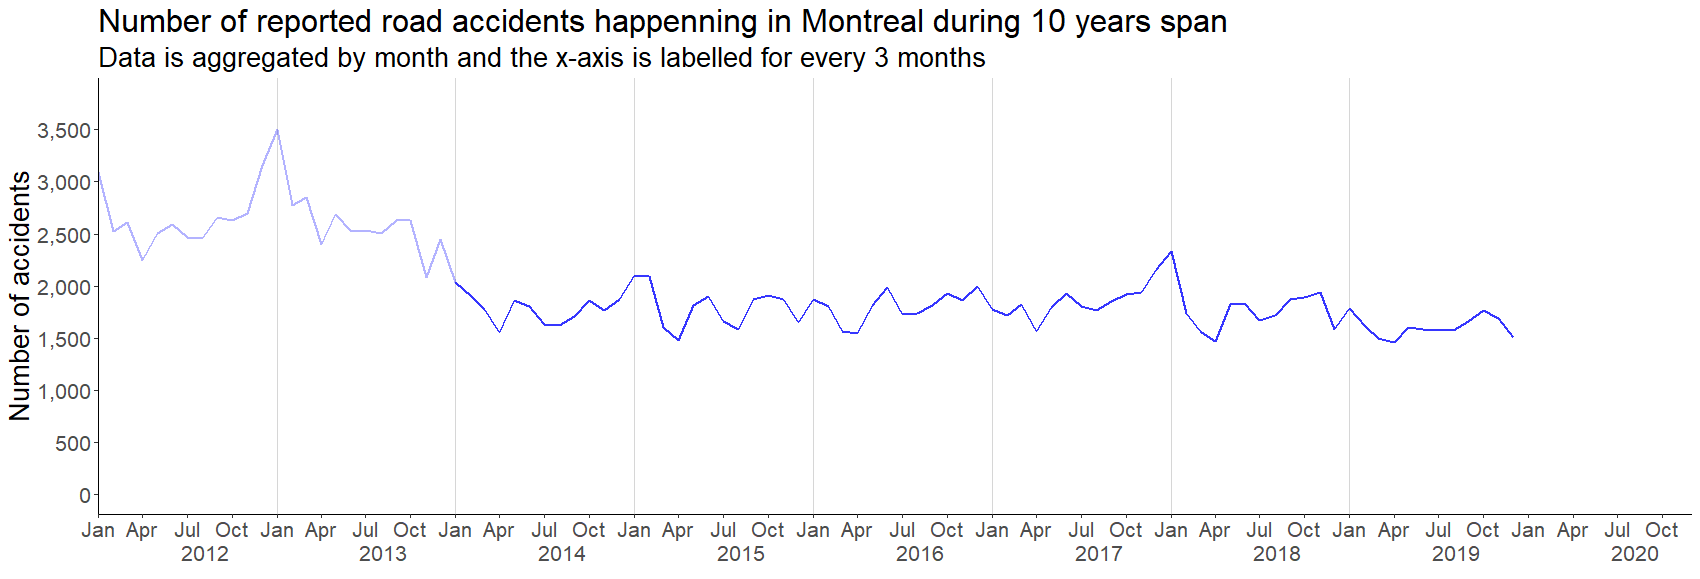 Number of reported road accidents happenning in Montreal during 10 years span
Data is aggregated by month and the x-axis is labelled for every 3 months
Number of accidents
3,500
3,000
2,500
2,000
1,500
1,000
500
0
Jan Apr Jul Oct Jan Apr Jul Oct Jan Apr Jul Oct Jan Apr Jul Oct Jan Apr Jul Oct Jan Apr Jul Oct Jan Apr Jul Oct Jan Apr Jul Oct Jan Apr Jul Oct
2012 2013 2014 2015 2016 2017 2018 2019 2020